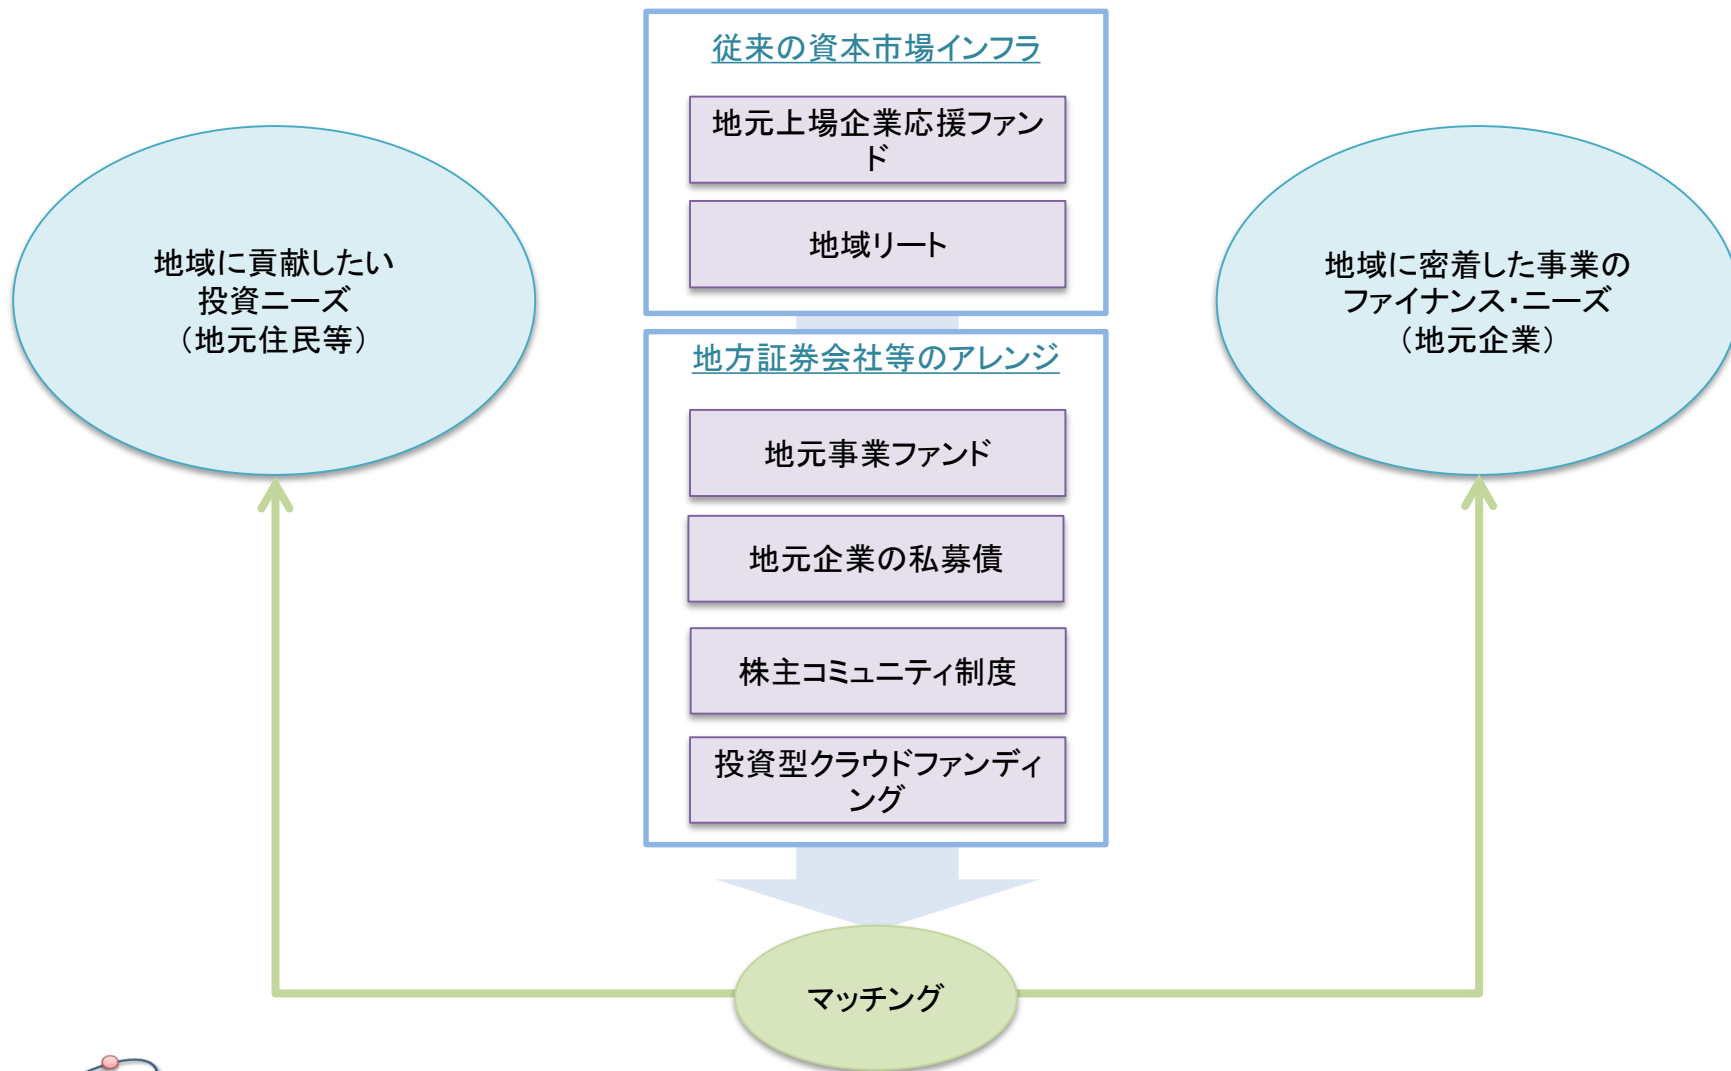 従来の資本市場インフラ
地元上場企業応援ファン
ド
地域リート
地域に貢献したい
投資ニーズ
（地元住民等）
地域に密着した事業の
ファイナンス・ニーズ
（地元企業）
地方証券会社等のアレンジ
地元事業ファンド
地元企業の私募債
株主コミュニティ制度
投資型クラウドファンディ
ング
マッチング